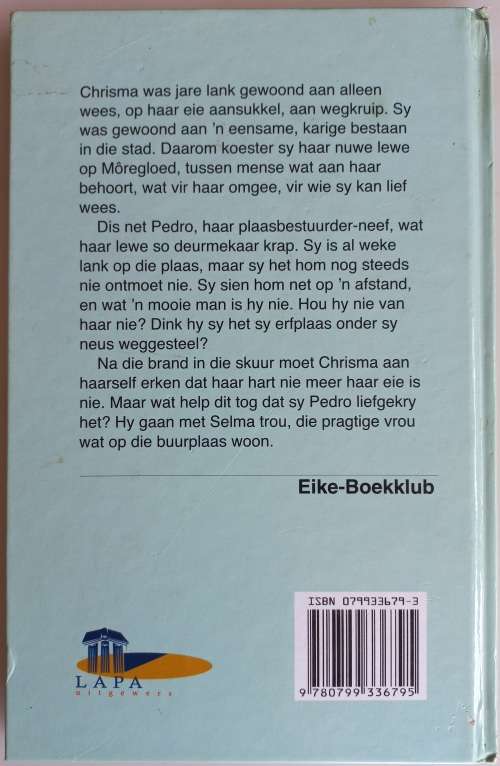 Chrisma was jare lank gewoond aan alleen
wees, op haar eie aansukkel, aan wegkruip. Sy
was gewoond aan 'n eensame, karige bestaan
in die stad. Daarom koester sy haar nuwe lewe
op Môregloed, tussen mense wat aan haar
behoort, wat vir haar omgee, vir wie sy kan lief
wees.
Dis net Pedro, haar plaasbestuurder-neef, wat
haar lewe so deurmekaar krap. Sy is al weke
lank op die plaas, maar sy het hom nog steeds
nie ontmoet nie. Sy sien hom net op 'n afstand,
en wat 'n mooie man is hy nie. Hou hy nie van
haar nie? Dink hy sy het sy erfplaas onder sy
neus weggesteel?
Na die brand in die skuur moet Chrisma aan
haarself erken dat haar hart nie meer haar eie is
nie. Maar wat help dit tog dat sy Pedro liefgekry
het? Hy gaan met Selma trou, die pragtige vrou
wat op die buurplaas woon.
Eike-Boekklub
ISBN 079933679-3
9 780799 336795
LAPA
uitgewers